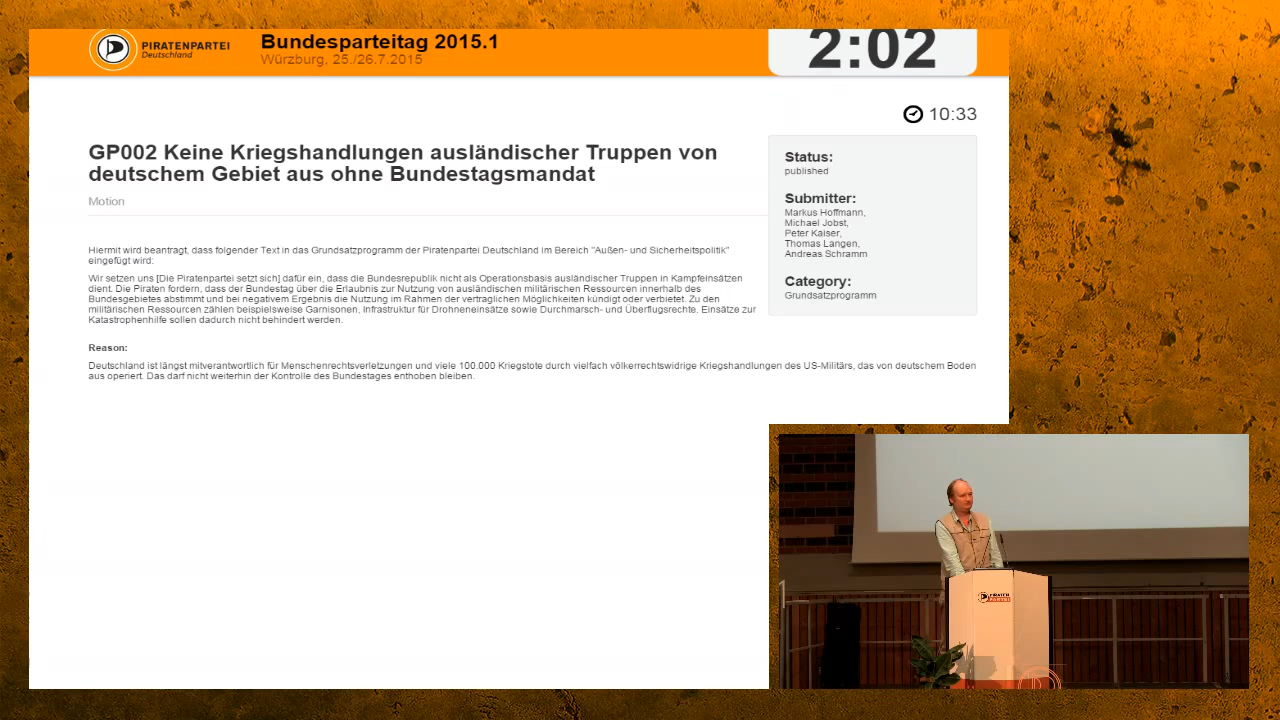 PIRATENPARTEI
Deutschland
Bundesparteitag 2015.1
Würzburg, 25./26.7.2015
2:02
10:33
GP002 Keine Kriegshandlungen ausländischer Truppen von
deutschem Gebiet aus ohne Bundestagsmandat
Motion
Hiermit wird beantragt, dass folgender Text in das Grundsatzprogramm der Piratenpartei Deutschland im Bereich "Außen- und Sicherheitspolitik"
eingefügt wird:
Wir setzen uns [Die Piratenpartei setzt sich] dafür ein, dass die Bundesrepublik nicht als Operationsbasis ausländischer Truppen in Kampfeinsätzen
dient. Die Piraten fordern, dass der Bundestag über die Erlaubnis zur Nutzung von ausländischen militärischen Ressourcen innerhalb des
Bundesgebietes abstimmt und bei negativem Ergebnis die Nutzung im Rahmen der vertraglichen Möglichkeiten kündigt oder verbietet. Zu den
militärischen Ressourcen zählen beispielsweise Garnisonen, Infrastruktur für Drohneneinsätze sowie Durchmarsch- und Überflugsrechte. Einsätze zur
Katastrophenhilfe sollen dadurch nicht behindert werden.
Reason:
Deutschland ist längst mitverantwortlich für Menschenrechtsverletzungen und viele 100.000 Kriegstote durch vielfach völkerrechtswidrige Kriegshandlungen des US-Militärs, das von deutschem Boden
aus operiert. Das darf nicht weiterhin der Kontrolle des Bundestages enthoben bleiben.
Status:
published
Submitter:
Markus Hoffmann,
Michael Jobst,
Peter Kaiser,
Thomas Langen,
Andreas Schramm
Category:
Grundsatzprogramm
PIRATEN
PARTEI